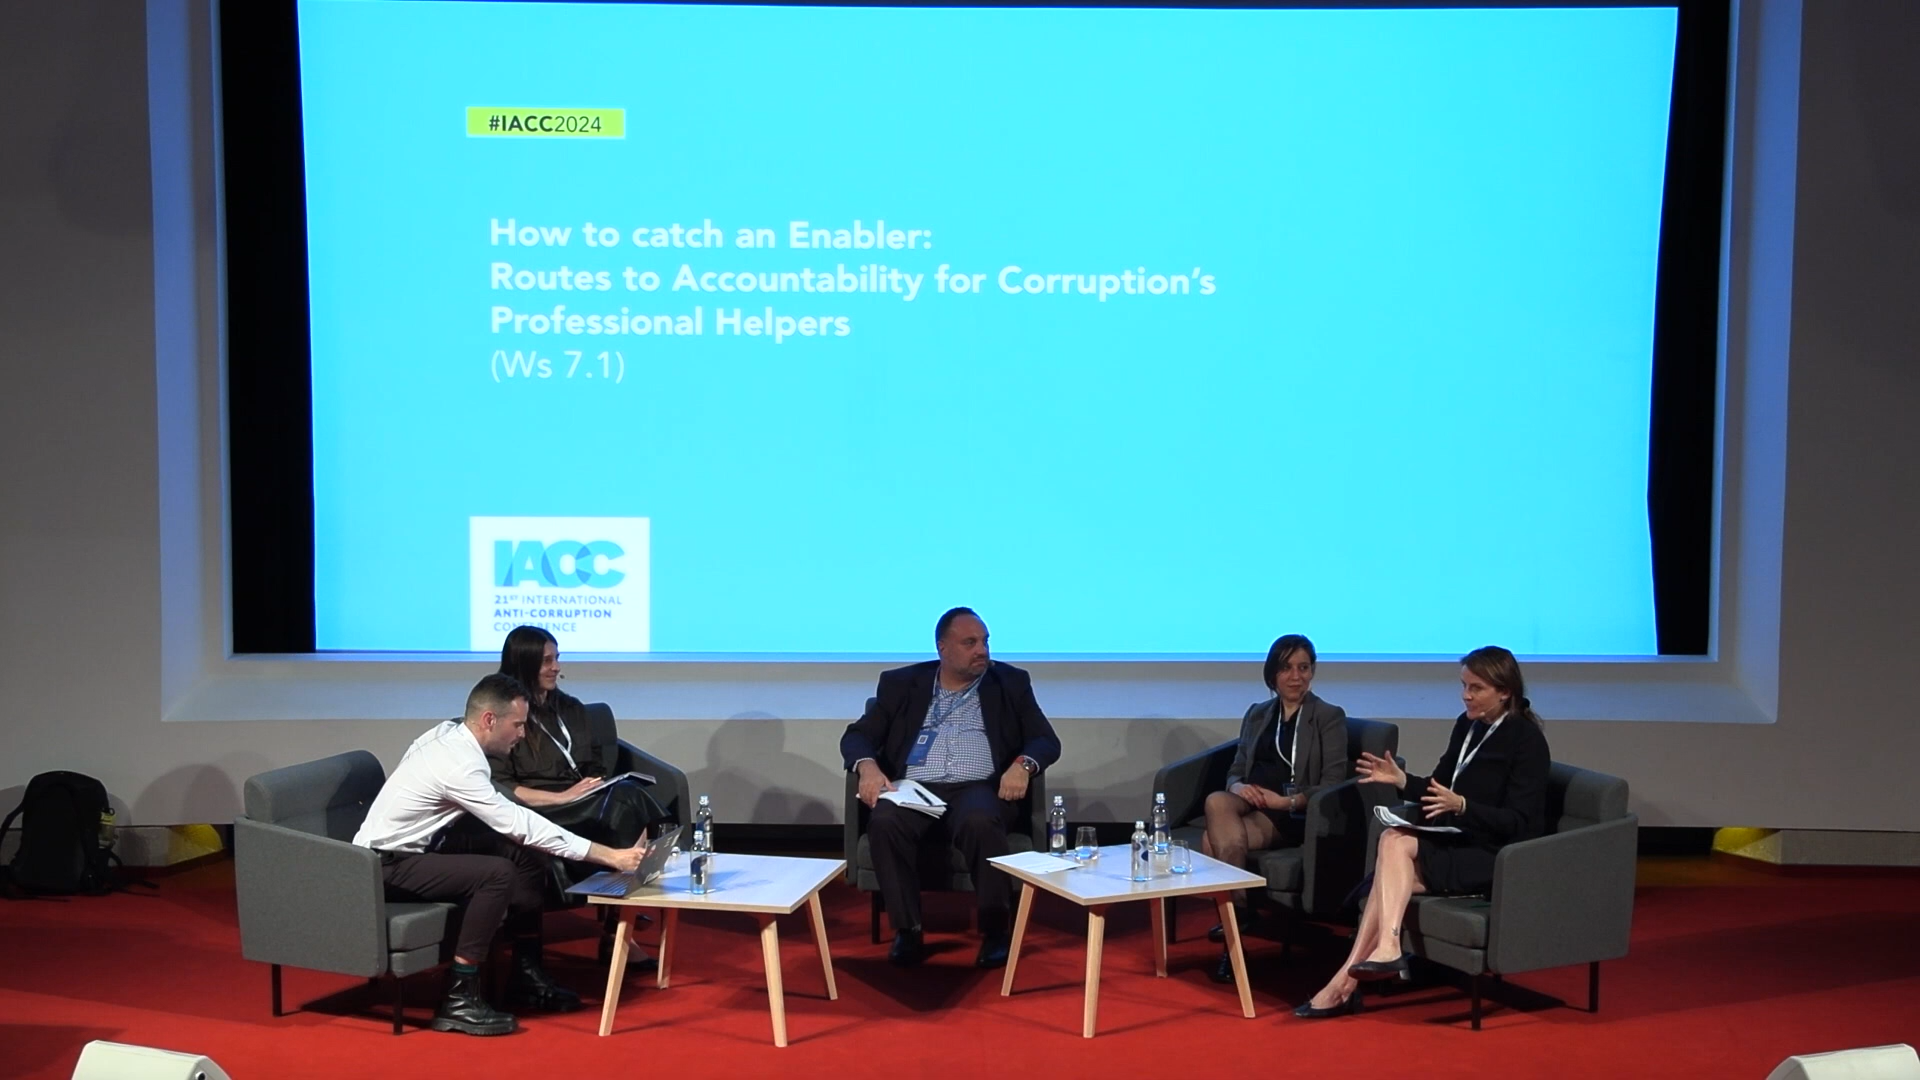 #IACC2024
How to catch an Enabler:
Routes to Accountability for Corruption's
Professional Helpers
(Ws 7.1)
IACC
21ST INTERNATIONAL
ANTI-CORRUPTION
CONFERENCE